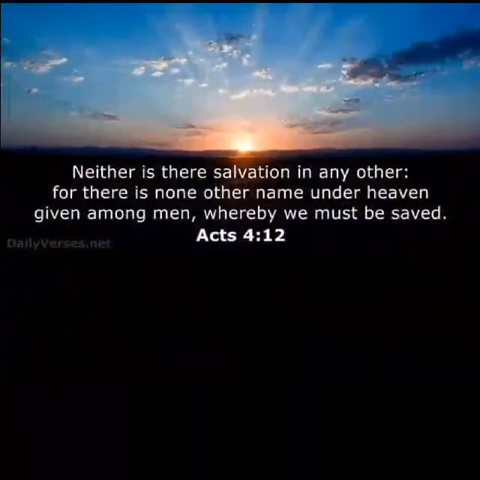 Neither is there salvation in any other:
for there is none other name under heaven
given among men, whereby we must be saved.
Acts 4:12
DailyVerses.net